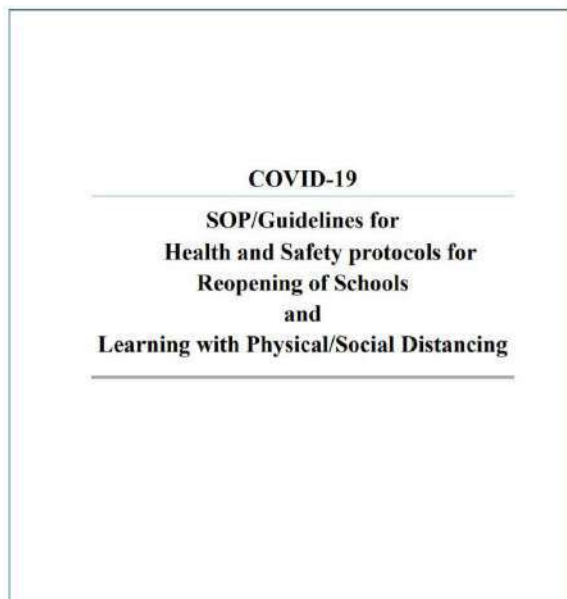 COVID-19
SOP/Guidelines for
Health and Safety protocols for
Reopening of Schools
and
Learning with Physical/Social Distancing